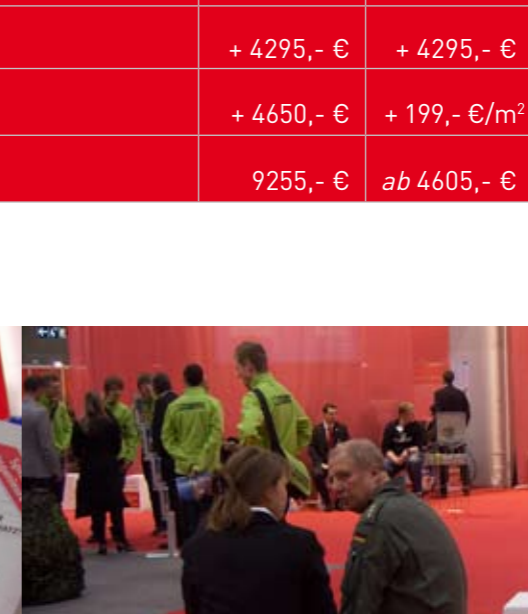 + 4295,- € + 4295,- €
+ 4650,- € + 199,- €/m²
9255,- € ab 4605,- €